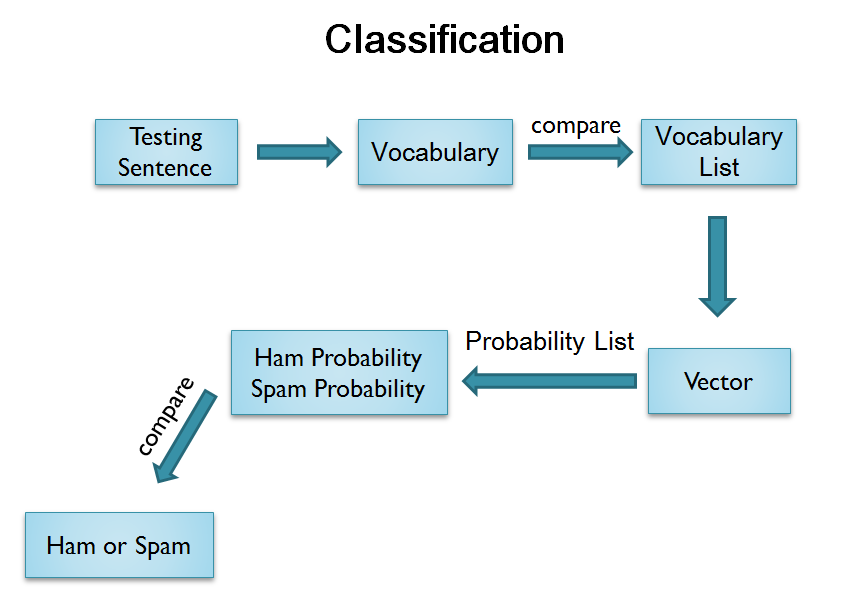 Classification
Testing
Sentence
Vocabulary
compare
Vocabulary
List
Probability List
Vector
Ham Probability
Spam Probability
compare
Ham or Spam